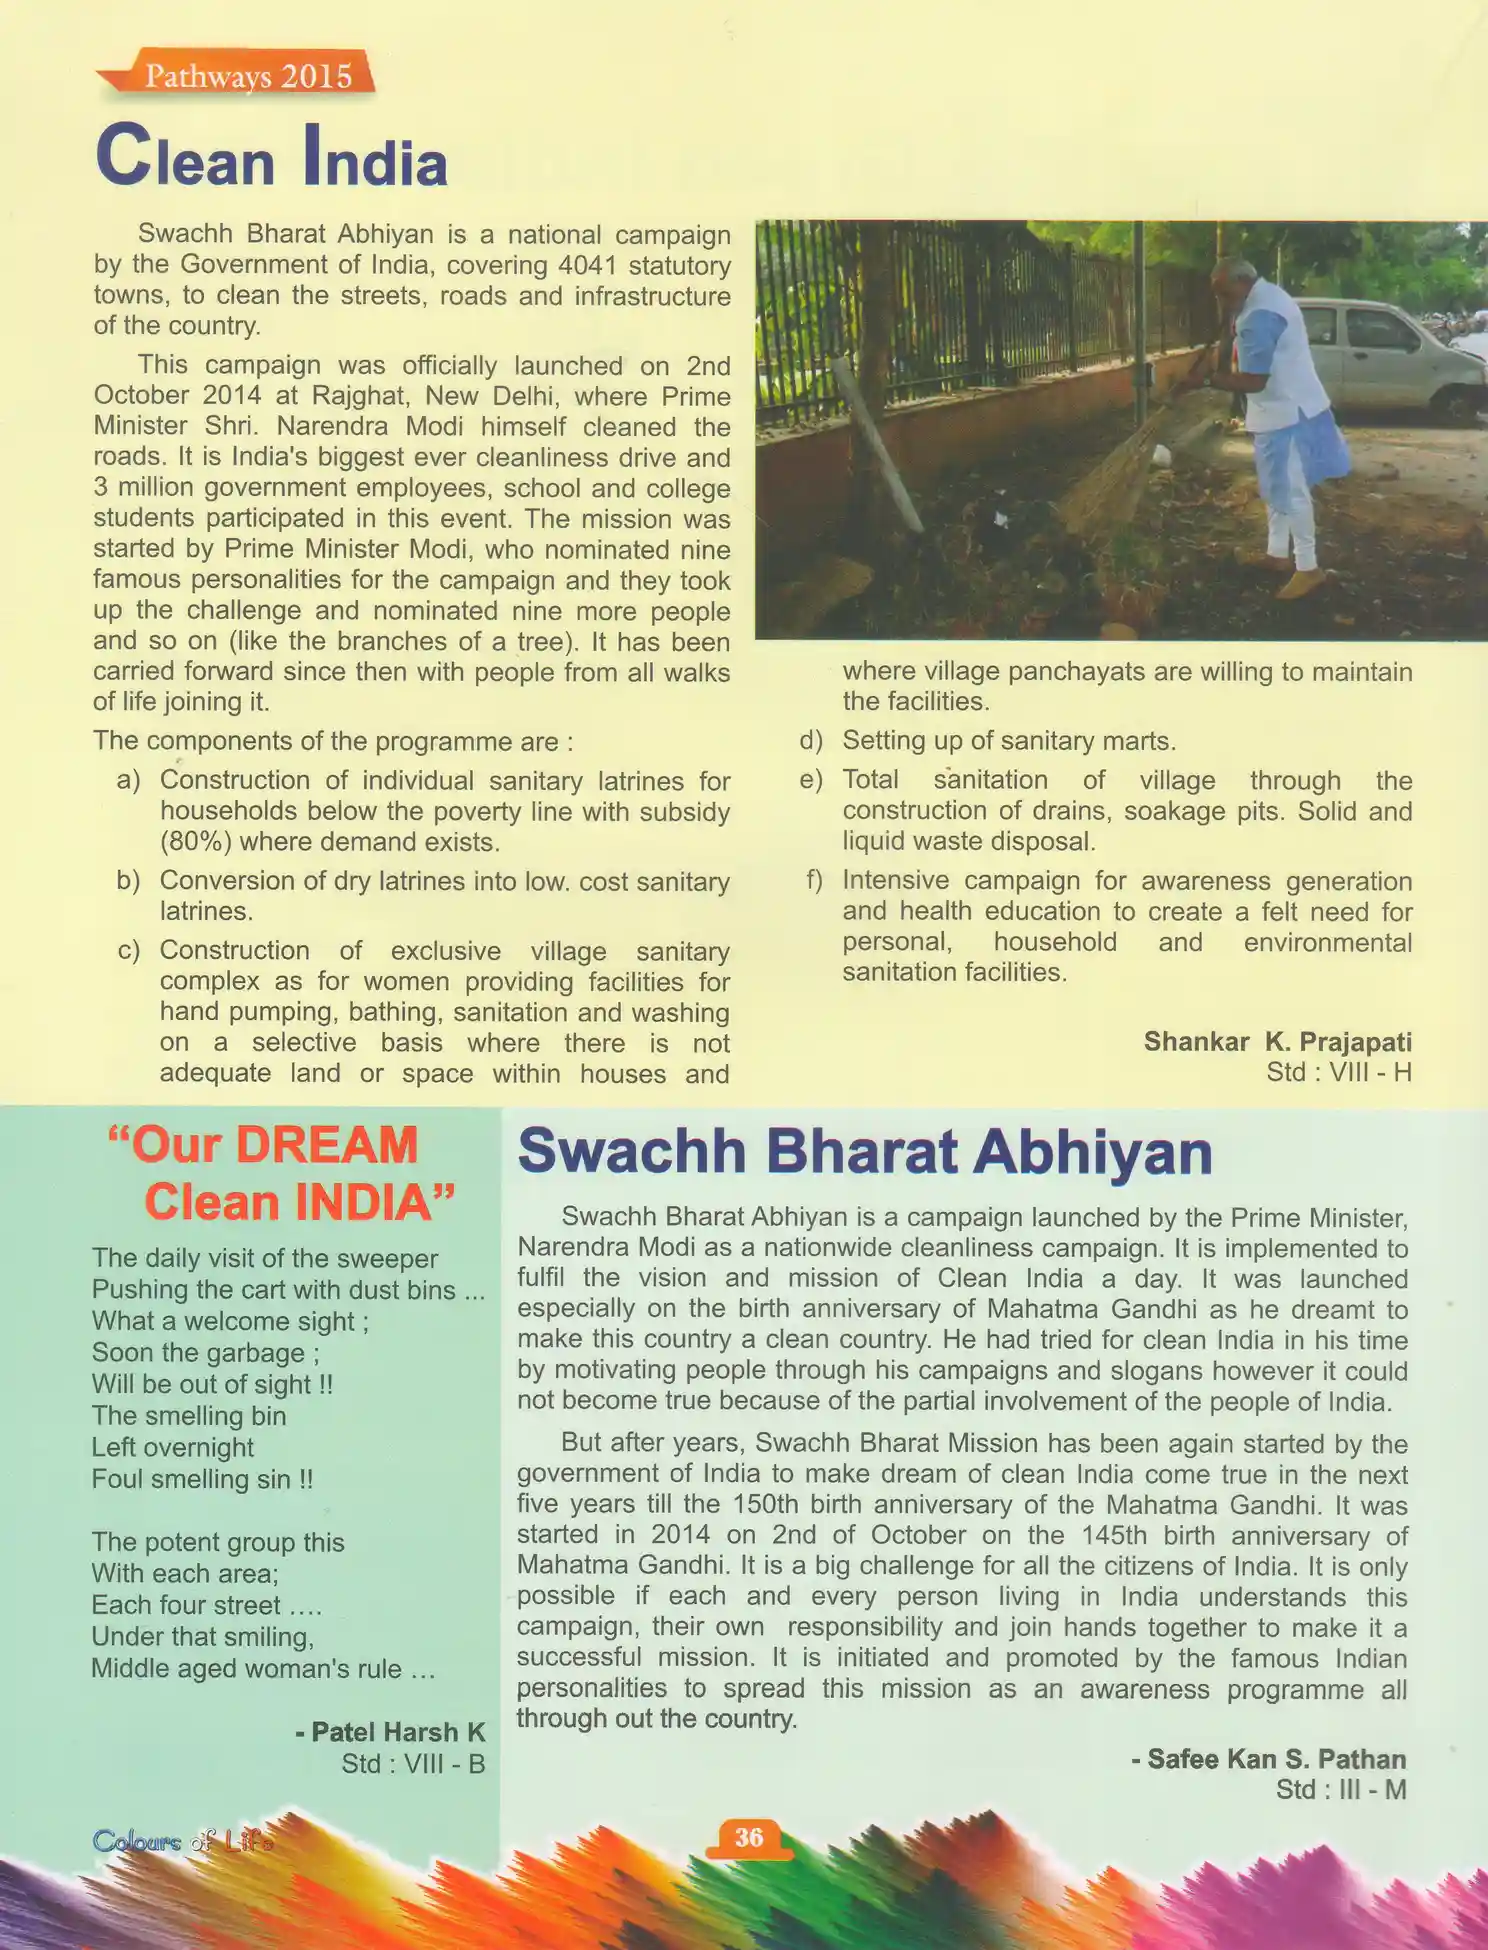 Pathways 2015
Clean India
Swachh Bharat Abhiyan is a national campaign
by the Government of India, covering 4041 statutory
towns, to clean the streets, roads and infrastructure
of the country.
This campaign was officially launched on 2nd
October 2014 at Rajghat, New Delhi, where Prime
Minister Shri. Narendra Modi himself cleaned the
roads. It is India's biggest ever cleanliness drive and
3 million government employees, school and college
students participated in this event. The mission was
started by Prime Minister Modi, who nominated nine
famous personalities for the campaign and they took
up the challenge and nominated nine more people
and so on (like the branches of a tree). It has been
carried forward since then with people from all walks
of life joining it.
The components of the programme are :
a) Construction of individual sanitary latrines for
households below the poverty line with subsidy
(80%) where demand exists.
b) Conversion of dry latrines into low. cost sanitary
latrines.
c) Construction of exclusive village sanitary
complex as for women providing facilities for
hand pumping, bathing, sanitation and washing
on a selective basis where there is not
adequate land or space within houses and
where village panchayats are willing to maintain
the facilities.
d) Setting up of sanitary marts.
e) Total sanitation of village through the
construction of drains, soakage pits. Solid and
liquid waste disposal.
f) Intensive campaign for awareness generation
and health education to create a felt need for
personal, household and environmental
sanitation facilities.
Shankar K. Prajapati
Std : VIII - H
“Our DREAM
Clean INDIA”
The daily visit of the sweeper
Pushing the cart with dust bins ...
What a welcome sight ;
Soon the garbage ;
Will be out of sight !!
The smelling bin
Left overnight
Foul smelling sin !!
The potent group this
With each area;
Each four street ....
Under that smiling,
Middle aged woman's rule ...
- Patel Harsh K
Std : VIII - B
Swachh Bharat Abhiyan
Swachh Bharat Abhiyan is a campaign launched by the Prime Minister,
Narendra Modi as a nationwide cleanliness campaign. It is implemented to
fulfil the vision and mission of Clean India a day. It was launched
especially on the birth anniversary of Mahatma Gandhi as he dreamt to
make this country a clean country. He had tried for clean India in his time
by motivating people through his campaigns and slogans however it could
not become true because of the partial involvement of the people of India.
But after years, Swachh Bharat Mission has been again started by the
government of India to make dream of clean India come true in the next
five years till the 150th birth anniversary of the Mahatma Gandhi. It was
started in 2014 on 2nd of October on the 145th birth anniversary of
Mahatma Gandhi. It is a big challenge for all the citizens of India. It is only
possible if each and every person living in India understands this
campaign, their own responsibility and join hands together to make it a
successful mission. It is initiated and promoted by the famous Indian
personalities to spread this mission as an awareness programme all
through out the country.
- Safee Kan S. Pathan
Std : III - M
Colours of Life
36